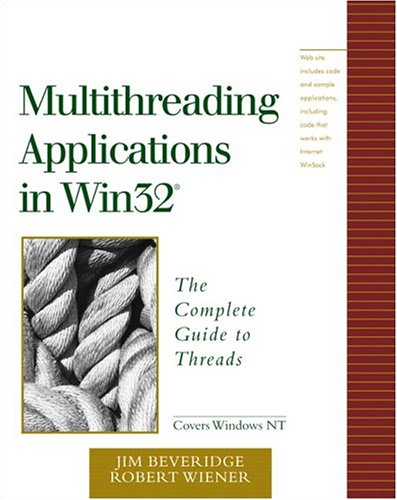 Web site
includes code
and sample
applications,
including
code that
works with
Internet
WinSock
Multithreading
Applications
in Win32®
The
Complete
Guide to
Threads
Covers Windows NT
JIM BEVERIDGE
ROBERT WIENER